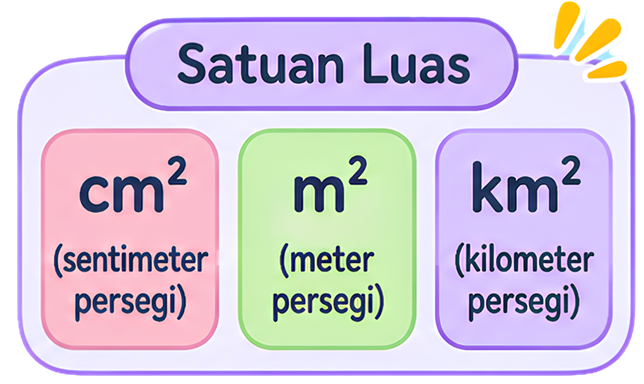 Satuan Luas
cm²
(sentimeter
persegi)
m²
(meter
persegi)
km²
(kilometer
persegi)